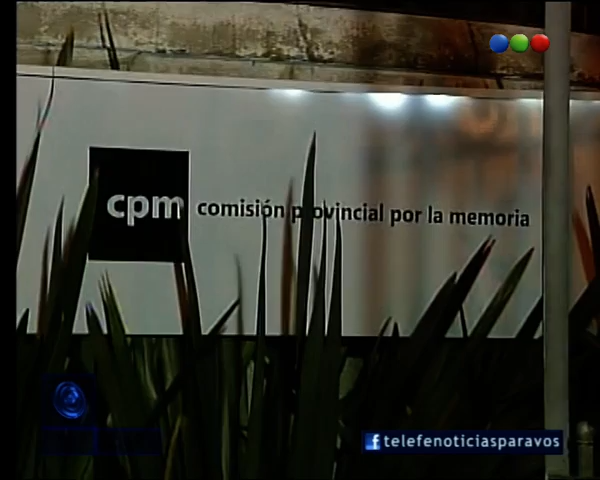 cpm comisión provincial por la memoria
f telefenoticiasparavos